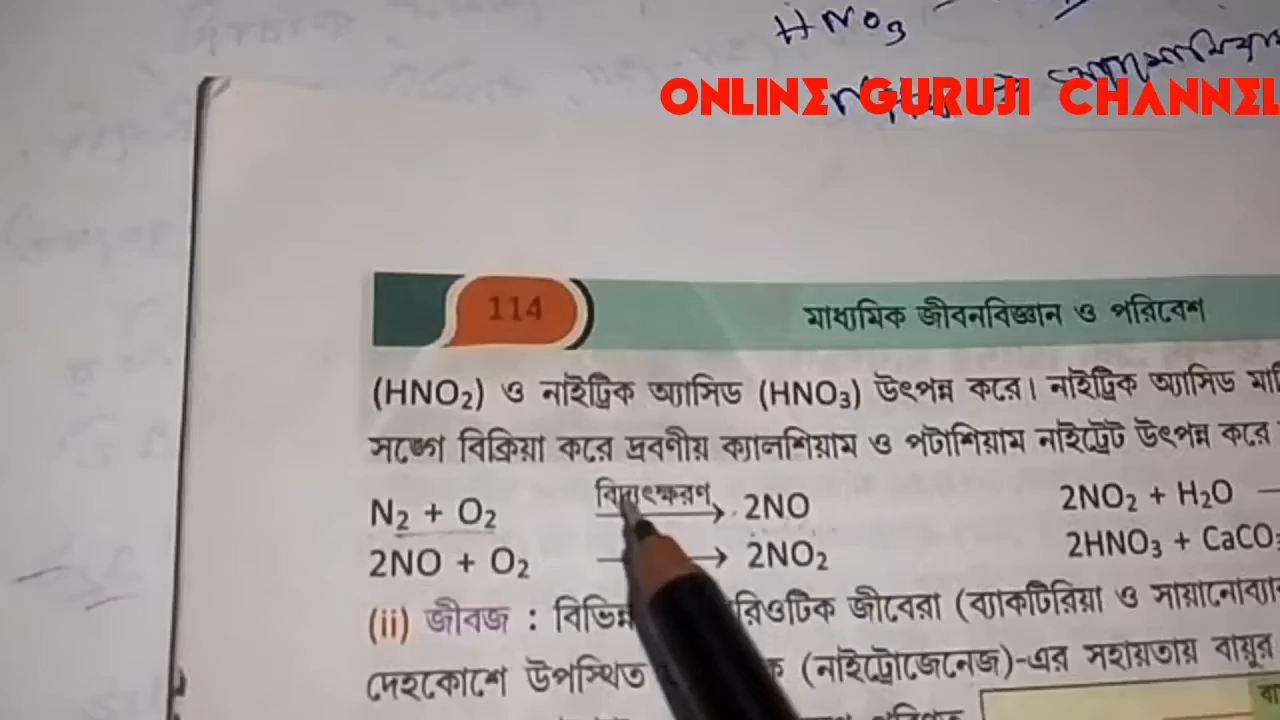 HNO₃
ONLINE GURUJI CHANNEL
114
মাধ্যমিক জীবনবিজ্ঞান ও পরিবেশ
(HNO₂) ও নাইট্রিক অ্যাসিড (HNO₃) উৎপন্ন করে। নাইট্রিক অ্যাসিড
সঙ্গে বিক্রিয়া করে দ্রবণীয় ক্যালশিয়াম ও পটাশিয়াম নাইট্রেট উৎপন্ন করে
N₂ + O₂ বিদ্যুৎক্ষরণ → 2NO 2NO₂ + H₂O
2NO + O₂ → 2NO₂ 2HNO₃ + CaCO₃
(ii) জীবজ : বিভিন্ন জীবেরা (ব্যাকটিরিয়া ও
দেহকোশে উপস্থিত (নাইট্রোজেনেজ)-এর সহায়তায় বায়ুর